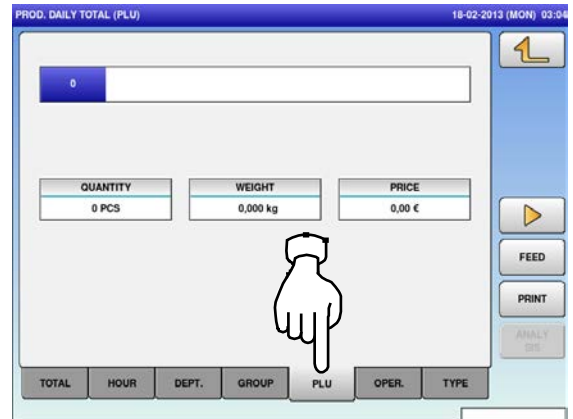 PROD. DAILY TOTAL (PLU) 18-02-2013 (MON) 03:04
0
QUANTITY WEIGHT PRICE
0 PCS 0,000 kg 0,00 €
FEED
PRINT
ANALY
SIS
TOTAL HOUR DEPT. GROUP PLU OPER. TYPE